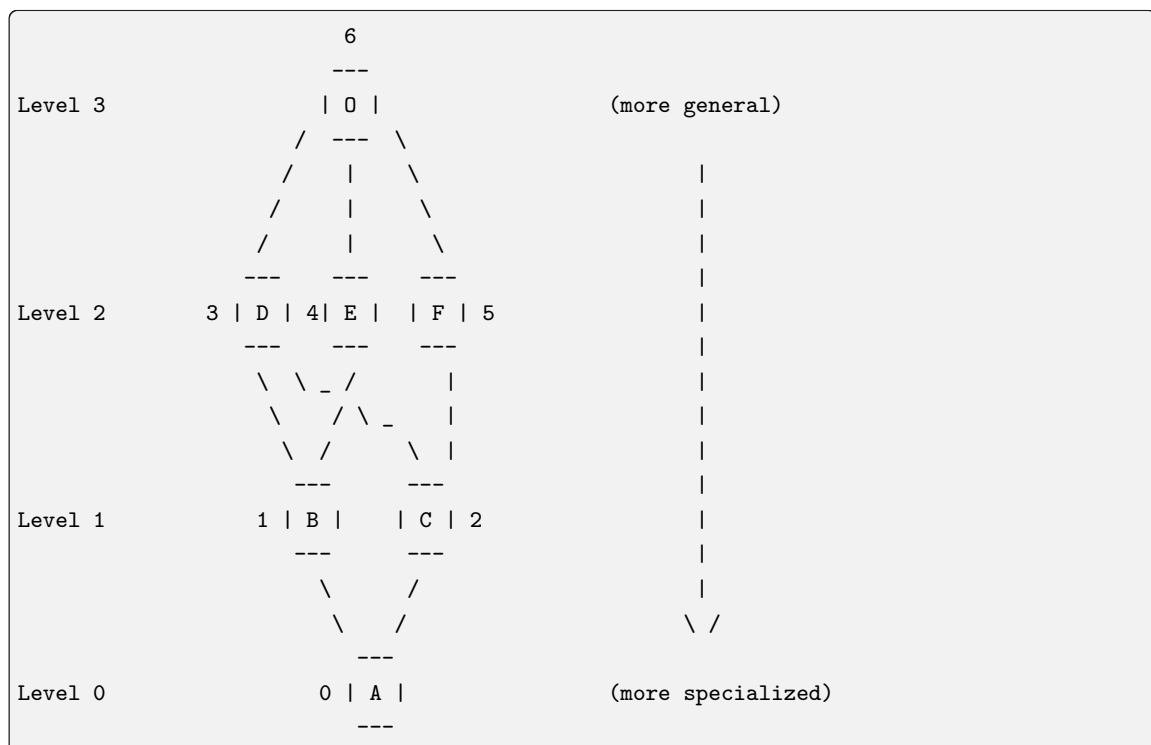 6
                            ---
Level 3                    | O |                    (more general)
                         /  ---  \
                        /    |     \                        |
                       /     |      \                       |
                      /      |       \                      |
                     ---    ---    ---                      |
Level 2           3 | D | 4| E |  | F | 5                   |
                     ---    ---    ---                      |
                      \  \ _ /        |                     |
                       \    / \ _     |                     |
                        \  /       \  |                     |
                         ---      ---                       |
Level 1               1 | B |    | C | 2                    |
                         ---      ---                       |
                           \      /                         |
                            \    /                         \ /
                              ---
Level 0                    0 | A |                  (more specialized)
                              ---